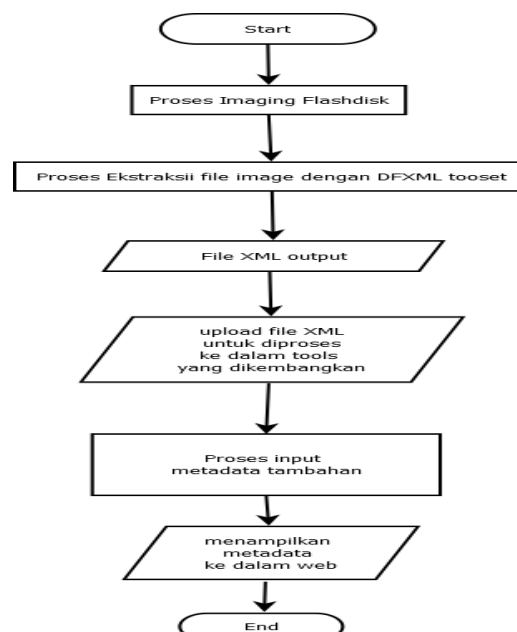 Start
Proses Imaging Flashdisk
Proses Ekstraksii file image dengan DFXML tooset
File XML output
upload file XML
untuk diproses
ke dalam tools
yang dikembangkan
Proses input
metadata tambahan
menampilkan
metadata
ke dalam web
End